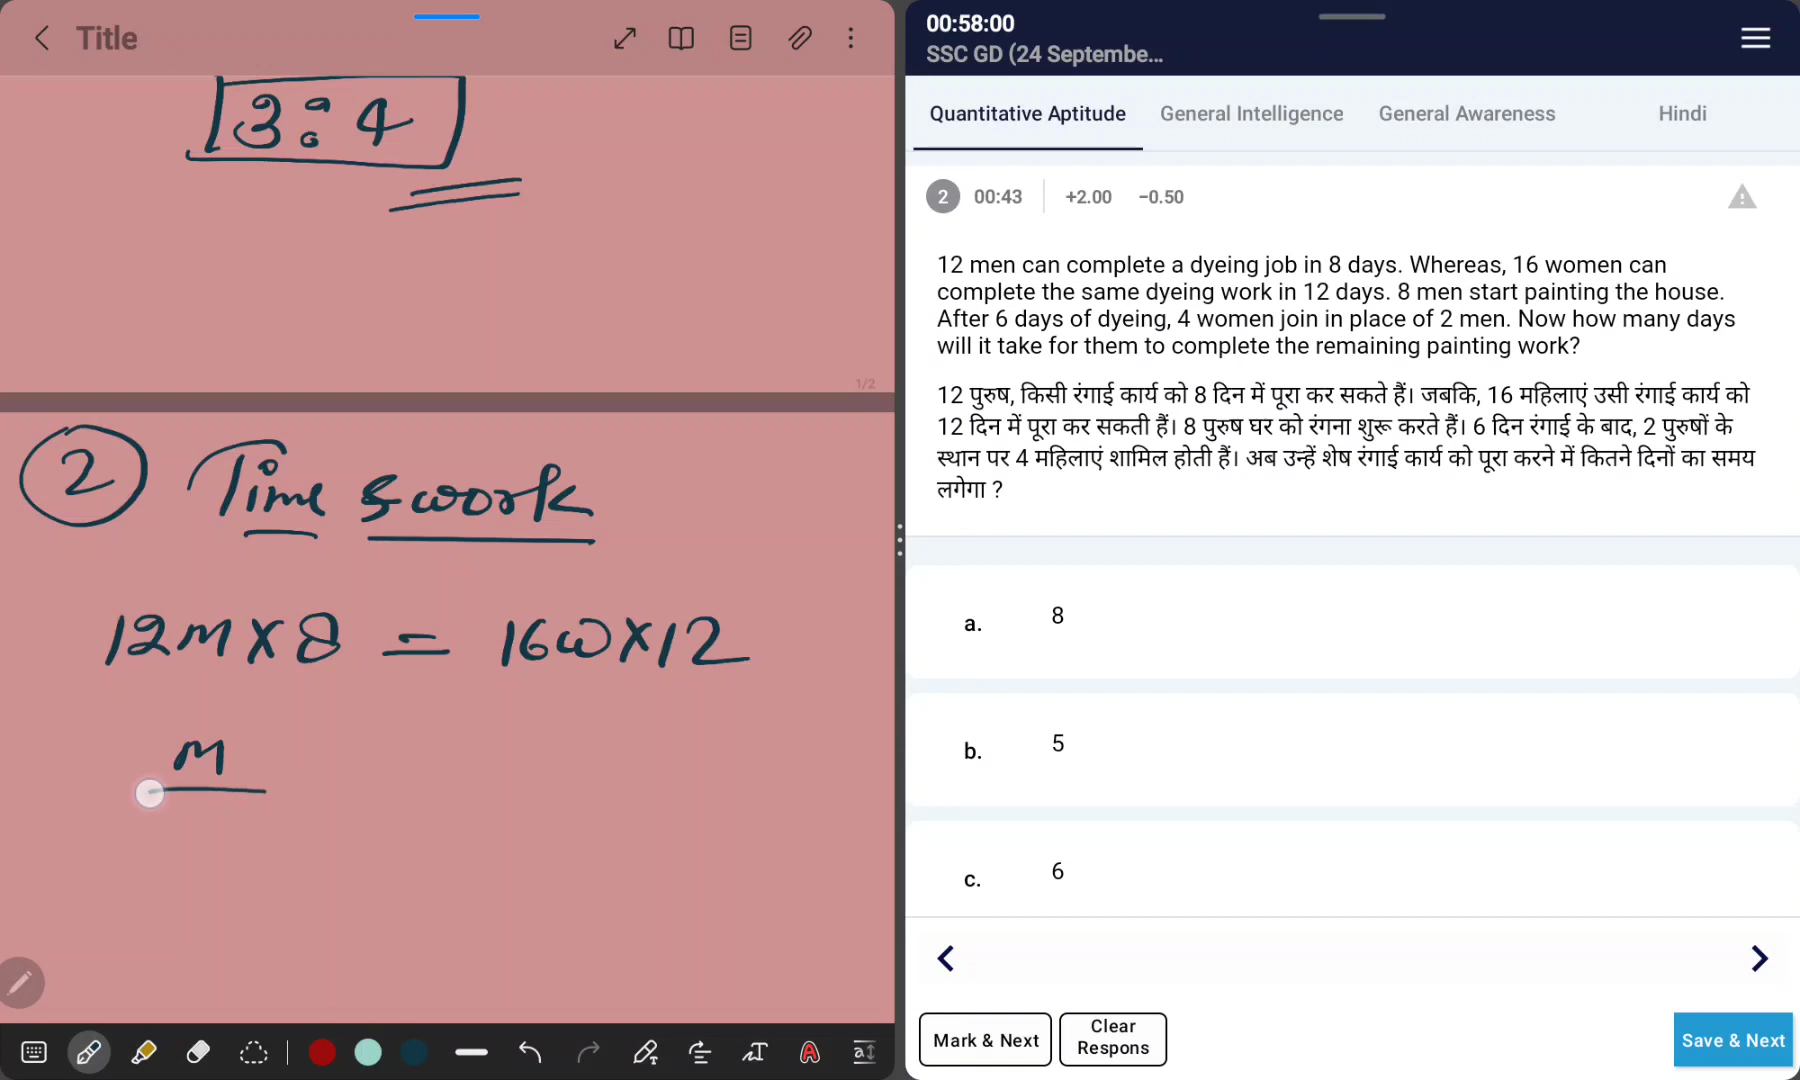 Title
3:4
1/2
2 Time & work
12M×8 = 16W×12
M
00:58:00
SSC GD (24 Septembe...
Quantitative Aptitude General Intelligence General Awareness Hindi
2 00:43 +2.00 −0.50
12 men can complete a dyeing job in 8 days. Whereas, 16 women can
complete the same dyeing work in 12 days. 8 men start painting the house.
After 6 days of dyeing, 4 women join in place of 2 men. Now how many days
will it take for them to complete the remaining painting work?
12 पुरुष, किसी रंगाई कार्य को 8 दिन में पूरा कर सकते हैं। जबकि, 16 महिलाएं उसी रंगाई कार्य को
12 दिन में पूरा कर सकती हैं। 8 पुरुष घर को रंगना शुरू करते हैं। 6 दिन रंगाई के बाद, 2 पुरुषों के
स्थान पर 4 महिलाएं शामिल होती हैं। अब उन्हें शेष रंगाई कार्य को पूरा करने में कितने दिनों का समय
लगेगा ?
a. 8
b. 5
c. 6
Mark & Next
Clear
Respons
Save & Next